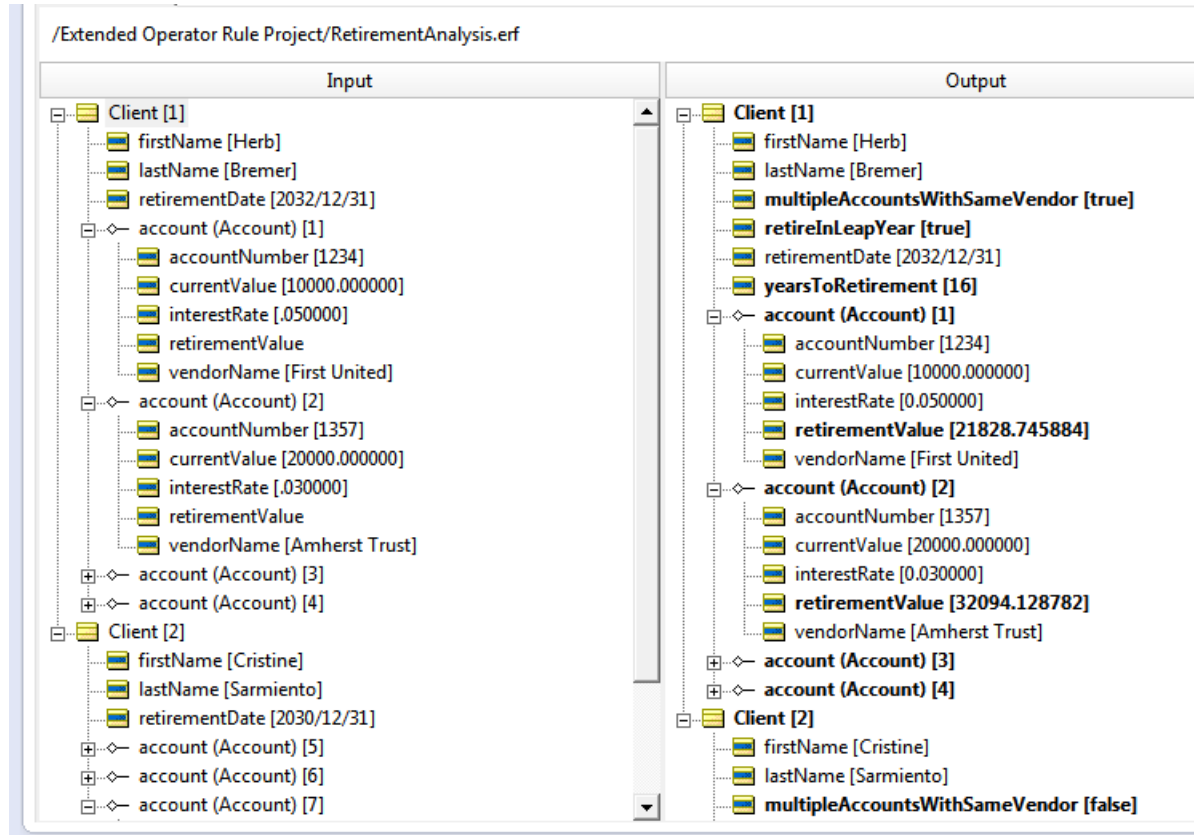 /Extended Operator Rule Project/RetirementAnalysis.erf
Input
Client [1]
firstName [Herb]
lastName [Bremer]
retirementDate [2032/12/31]
account (Account) [1]
accountNumber [1234]
currentValue [10000.000000]
interestRate [.050000]
retirementValue
vendorName [First United]
account (Account) [2]
accountNumber [1357]
currentValue [20000.000000]
interestRate [.030000]
retirementValue
vendorName [Amherst Trust]
account (Account) [3]
account (Account) [4]
Client [2]
firstName [Cristine]
lastName [Sarmiento]
retirementDate [2030/12/31]
account (Account) [5]
account (Account) [6]
account (Account) [7]
Output
Client [1]
firstName [Herb]
lastName [Bremer]
multipleAccountsWithSameVendor [true]
retireInLeapYear [true]
retirementDate [2032/12/31]
yearsToRetirement [16]
account (Account) [1]
accountNumber [1234]
currentValue [10000.000000]
interestRate [0.050000]
retirementValue [21828.745884]
vendorName [First United]
account (Account) [2]
accountNumber [1357]
currentValue [20000.000000]
interestRate [0.030000]
retirementValue [32094.128782]
vendorName [Amherst Trust]
account (Account) [3]
account (Account) [4]
Client [2]
firstName [Cristine]
lastName [Sarmiento]
multipleAccountsWithSameVendor [false]